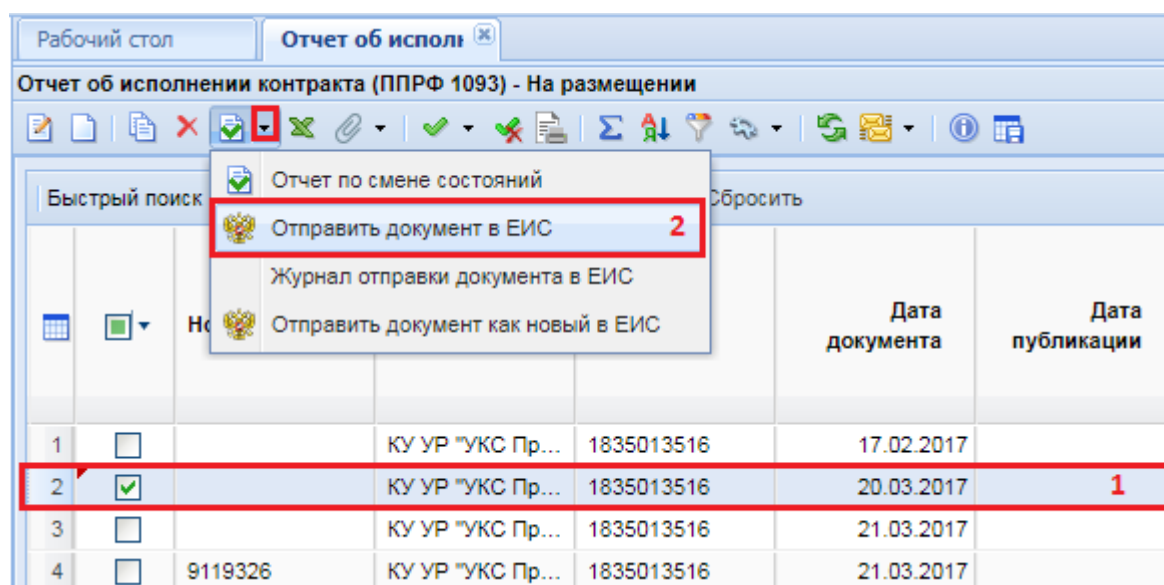 Рабочий стол
Отчет об исполн
Отчет об исполнении контракта (ППРФ 1093) - На размещении
Быстрый поиск
Сбросить
Отчет по смене состояний
Отправить документ в ЕИС 2
Журнал отправки документа в ЕИС
Отправить документ как новый в ЕИС
Но
Дата документа
Дата публикации
1 КУ УР "УКС Пр... 1835013516 17.02.2017
2 КУ УР "УКС Пр... 1835013516 20.03.2017 1
3 КУ УР "УКС Пр... 1835013516 21.03.2017
4 9119326 КУ УР "УКС Пр... 1835013516 21.03.2017